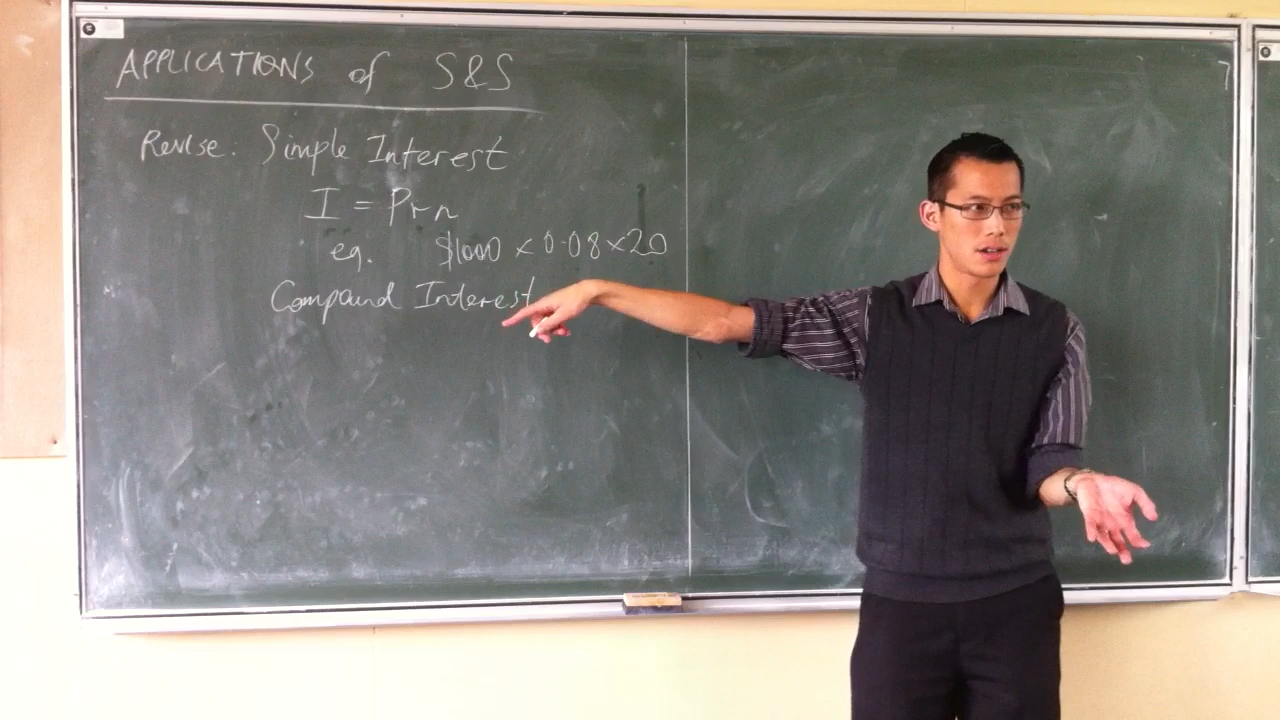 APPLICATIONS of S&S
Revise: Simple Interest
I = Prn
eg. $1000 × 0.08 × 20
Compound Interest